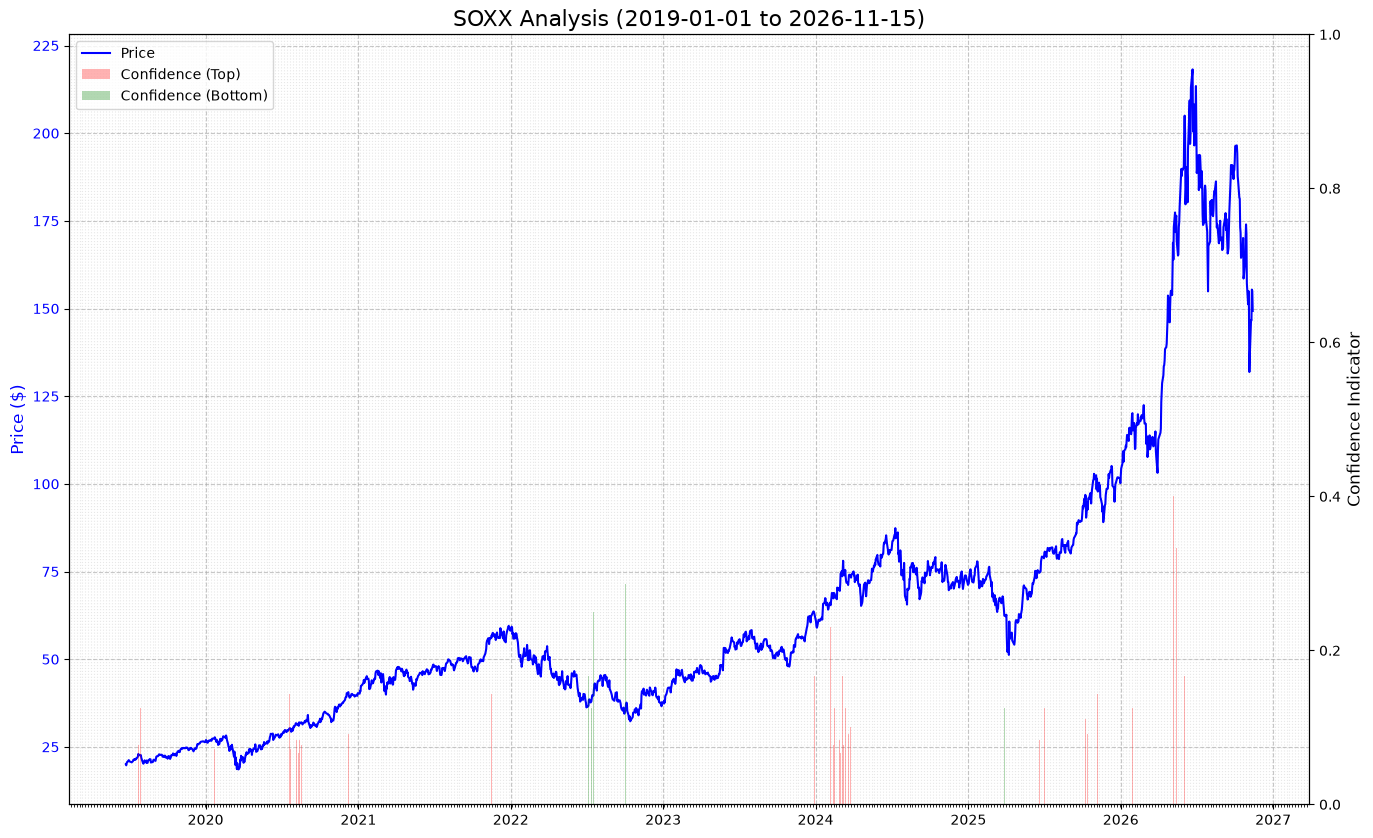 SOXX Analysis (2019-01-01 to 2026-11-15)
Price
Confidence (Top)
Confidence (Bottom)
Price ($)
225
200
175
150
125
100
75
50
25
1.0
0.8
0.6
0.4
0.2
0.0
Confidence Indicator
2020 2021 2022 2023 2024 2025 2026 2027